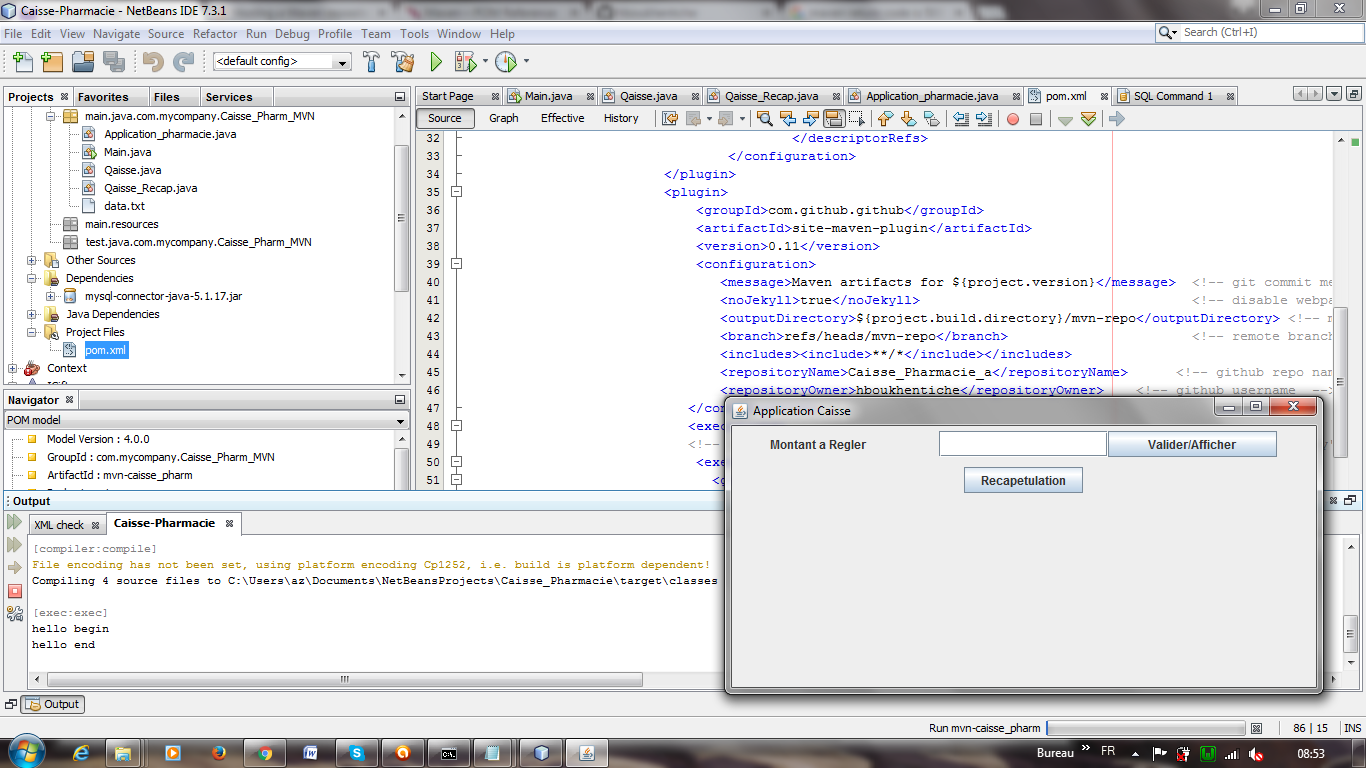 Caisse-Pharmacie - NetBeans IDE 7.3.1
File Edit View Navigate Source Refactor Run Debug Profile Team Tools Window Help
Search (Ctrl+I)
<default config>
Projects Favorites Files Services
main.java.com.mycompany.Caisse_Pharm_MVN
Application_pharmacie.java
Main.java
Qaisse.java
Qaisse_Recap.java
data.txt
main.resources
test.java.com.mycompany.Caisse_Pharm_MVN
Other Sources
Dependencies
mysql-connector-java-5.1.17.jar
Java Dependencies
Project Files
pom.xml
Context
Navigator
POM model
Model Version : 4.0.0
GroupId : com.mycompany.Caisse_Pharm_MVN
ArtifactId : mvn-caisse_pharm
Start Page Main.java Qaisse.java Qaisse_Recap.java Application_pharmacie.java pom.xml SQL Command 1
Source Graph Effective History
32 </descriptorRefs>
33 </configuration>
34 </plugin>
35 <plugin>
36 <groupId>com.github.github</groupId>
37 <artifactId>site-maven-plugin</artifactId>
38 <version>0.11</version>
39 <configuration>
40 <message>Maven artifacts for ${project.version}</message> <!-- git commit me
41 <noJekyll>true</noJekyll> <!-- disable webpa
42 <outputDirectory>${project.build.directory}/mvn-repo</outputDirectory> <!--
43 <branch>refs/heads/mvn-repo</branch> <!-- remote branch
44 <includes><include>**/*</include></includes>
45 <repositoryName>Caisse_Pharmacie_a</repositoryName> <!-- github repo nam
46 <repositoryOwner>hboukhentiche</repositoryOwner> <!-- github username -->
47 </con
48 <exe
49 <!--
50 <exe
51 <g
Application Caisse
Montant a Regler
Valider/Afficher
Recapetulation
Output
XML check Caisse-Pharmacie
[compiler:compile]
File encoding has not been set, using platform encoding Cp1252, i.e. build is platform dependent!
Compiling 4 source files to C:\Users\az\Documents\NetBeansProjects\Caisse_Pharmacie\target\classes
[exec:exec]
hello begin
hello end
Output
Run mvn-caisse_pharm
86 | 15
INS
Bureau
FR
08:53